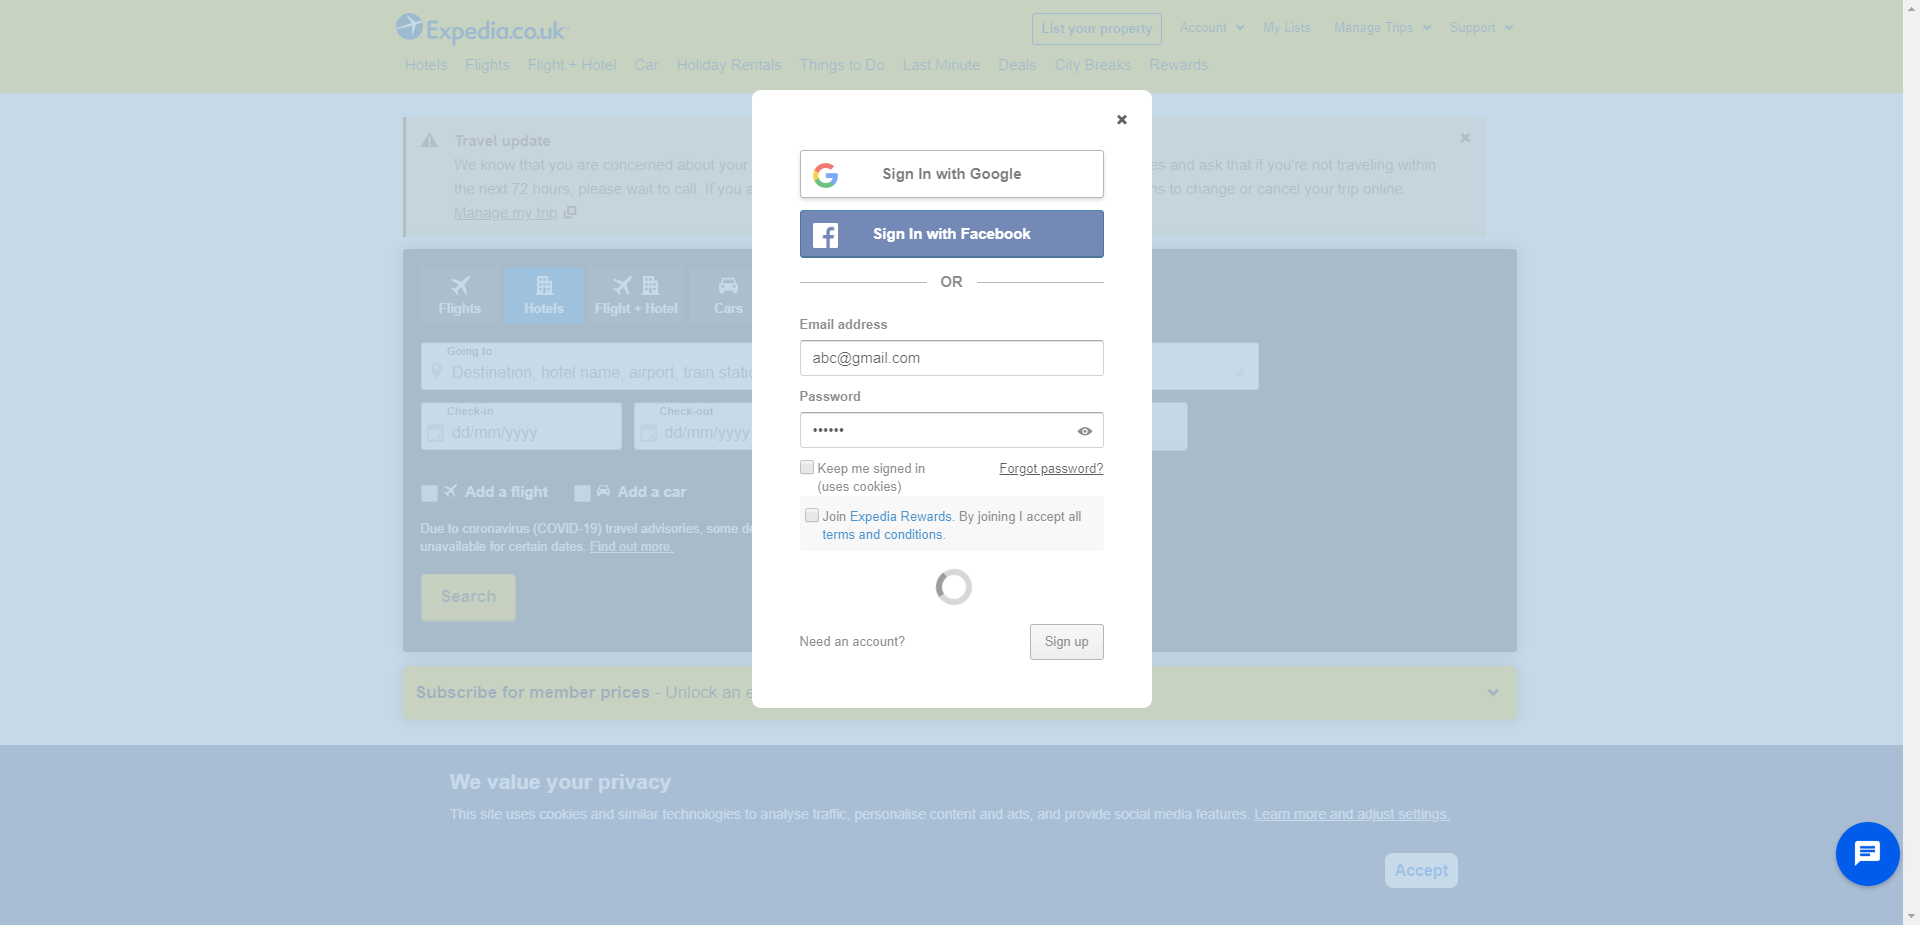 Expedia.co.uk
List your property
Account
My Lists
Manage Trips
Support
Hotels Flights Flight + Hotel Car Holiday Rentals Things to Do Last Minute Deals City Breaks Rewards
Travel update
We know that you are concerned about your
es and ask that if you're not traveling within
the next 72 hours, please wait to call. If you a
ns to change or cancel your trip online.
Manage my trip
Flights
Hotels
Flight + Hotel
Cars
Going to
Destination, hotel name, airport, train static
Check-in
dd/mm/yyyy
Check-out
dd/mm/yyyy
Add a flight
Add a car
Due to coronavirus (COVID-19) travel advisories, some de
unavailable for certain dates. Find out more.
Search
Sign In with Google
Sign In with Facebook
OR
Email address
abc@gmail.com
Password
••••••
Keep me signed in
(uses cookies)
Forgot password?
Join Expedia Rewards. By joining I accept all
terms and conditions.
Need an account?
Sign up
Subscribe for member prices - Unlock an e
We value your privacy
This site uses cookies and similar technologies to analyse traffic, personalise content and ads, and provide social media features. Learn more and adjust settings.
Accept